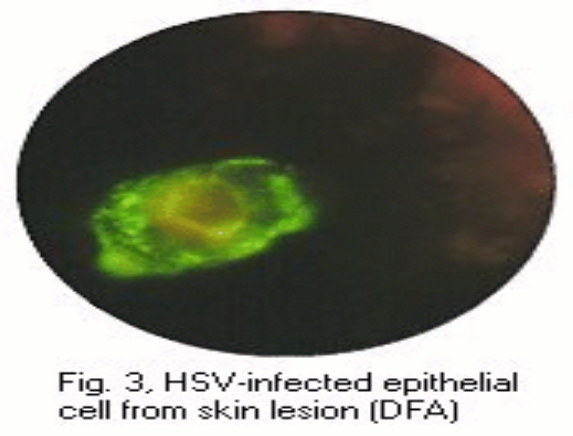 Fig. 3, HSV-infected epithelial
cell from skin lesion (DFA)